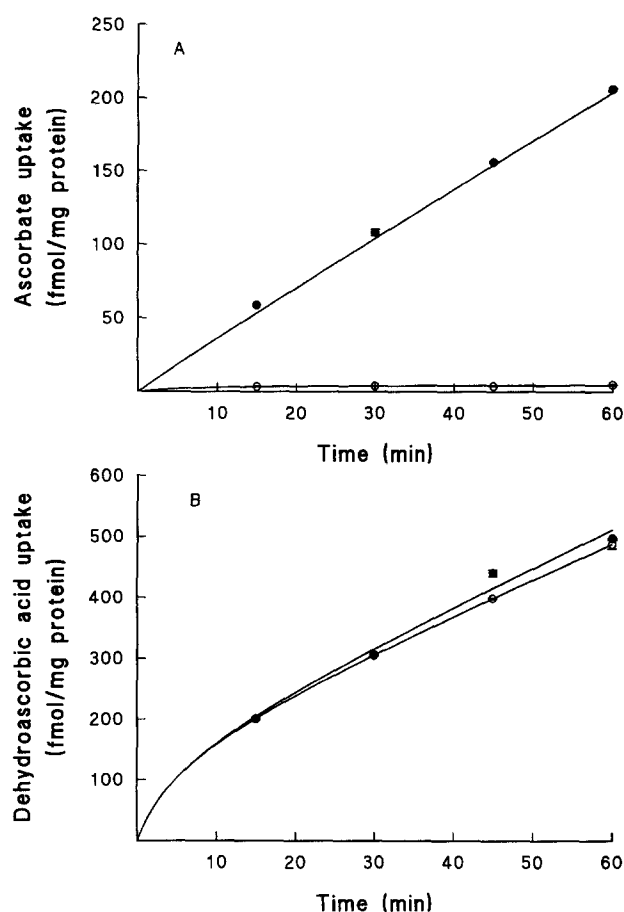 250
200
150
100
50
A
Ascorbate uptake
(fmol/mg protein)
10 20 30 40 50 60
Time (min)
600
500
400
300
200
100
B
Dehydroascorbic acid uptake
(fmol/mg protein)
10 20 30 40 50 60
Time (min)